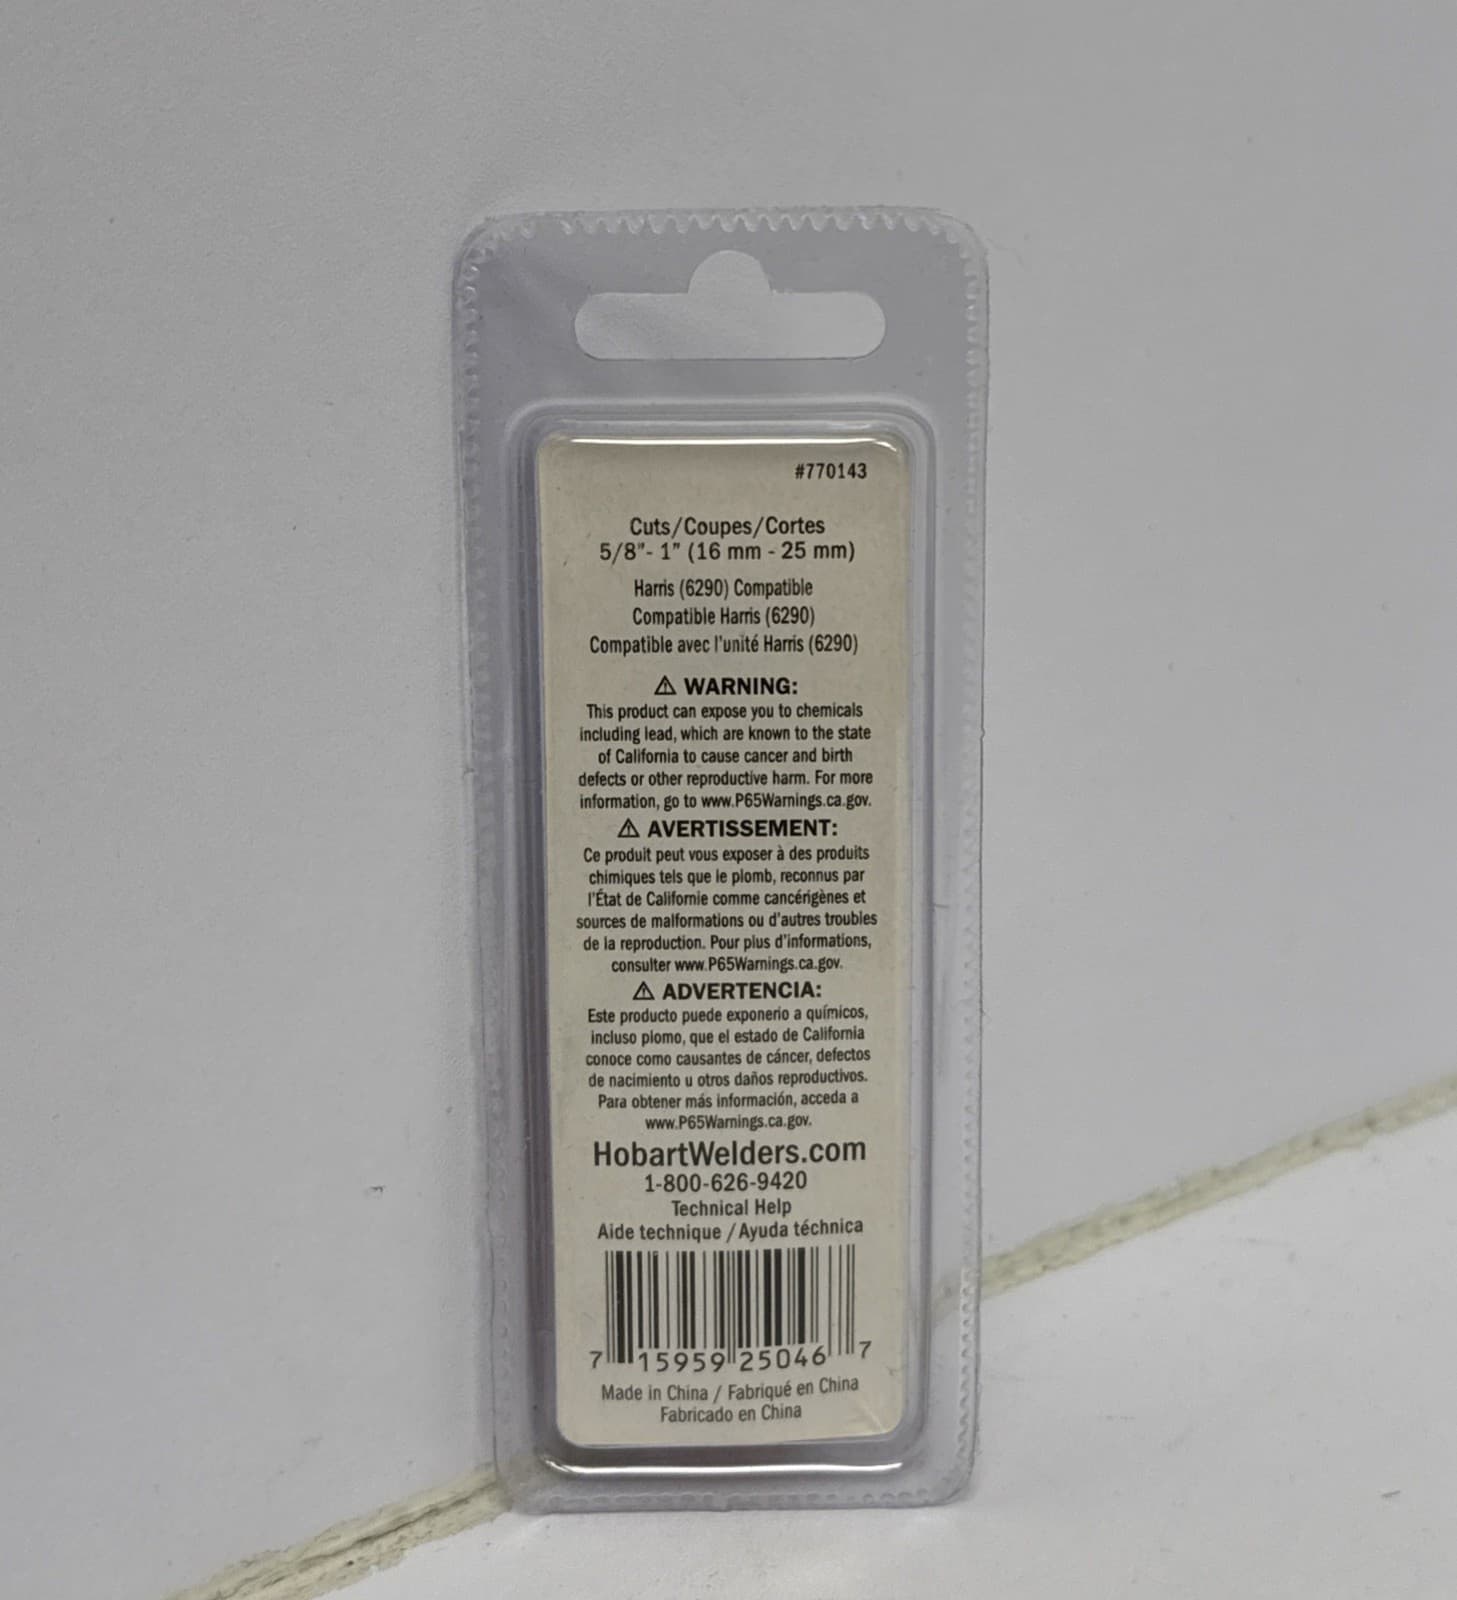 #770143
Cuts/Coupes/Cortes
5/8"- 1" (16 mm - 25 mm)
Harris (6290) Compatible
Compatible Harris (6290)
Compatible avec l'unité Harris (6290)
⚠ WARNING:
This product can expose you to chemicals
including lead, which are known to the state
of California to cause cancer and birth
defects or other reproductive harm. For more
information, go to www.P65Warnings.ca.gov.
⚠ AVERTISSEMENT:
Ce produit peut vous exposer à des produits
chimiques tels que le plomb, reconnus par
l'État de Californie comme cancérigènes et
sources de malformations ou d'autres troubles
de la reproduction. Pour plus d'informations,
consulter www.P65Warnings.ca.gov.
⚠ ADVERTENCIA:
Este producto puede exponerio a químicos,
incluso plomo, que el estado de California
conoce como causantes de cáncer, defectos
de nacimiento u otros daños reproductivos.
Para obtener más información, acceda a
www.P65Warnings.ca.gov.
HobartWelders.com
1-800-626-9420
Technical Help
Aide technique / Ayuda téchnica
7 15959 25046 7
Made in China / Fabriqué en China
Fabricado en China